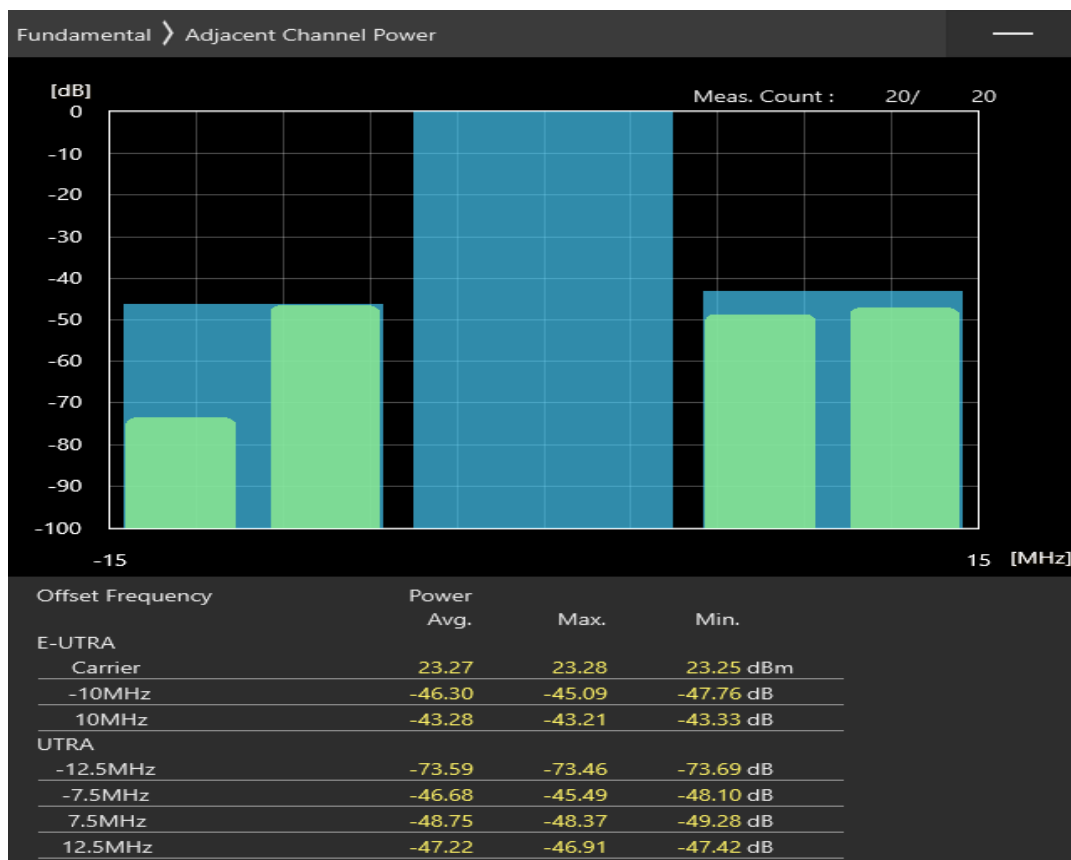 Fundamental ❯ Adjacent Channel Power
[dB]
Meas. Count : 20/ 20
0
-10
-20
-30
-40
-50
-60
-70
-80
-90
-100
-15 15 [MHz]
Offset Frequency Power
Avg. Max. Min.
E-UTRA
Carrier 23.27 23.28 23.25 dBm
-10MHz -46.30 -45.09 -47.76 dB
10MHz -43.28 -43.21 -43.33 dB
UTRA
-12.5MHz -73.59 -73.46 -73.69 dB
-7.5MHz -46.68 -45.49 -48.10 dB
7.5MHz -48.75 -48.37 -49.28 dB
12.5MHz -47.22 -46.91 -47.42 dB